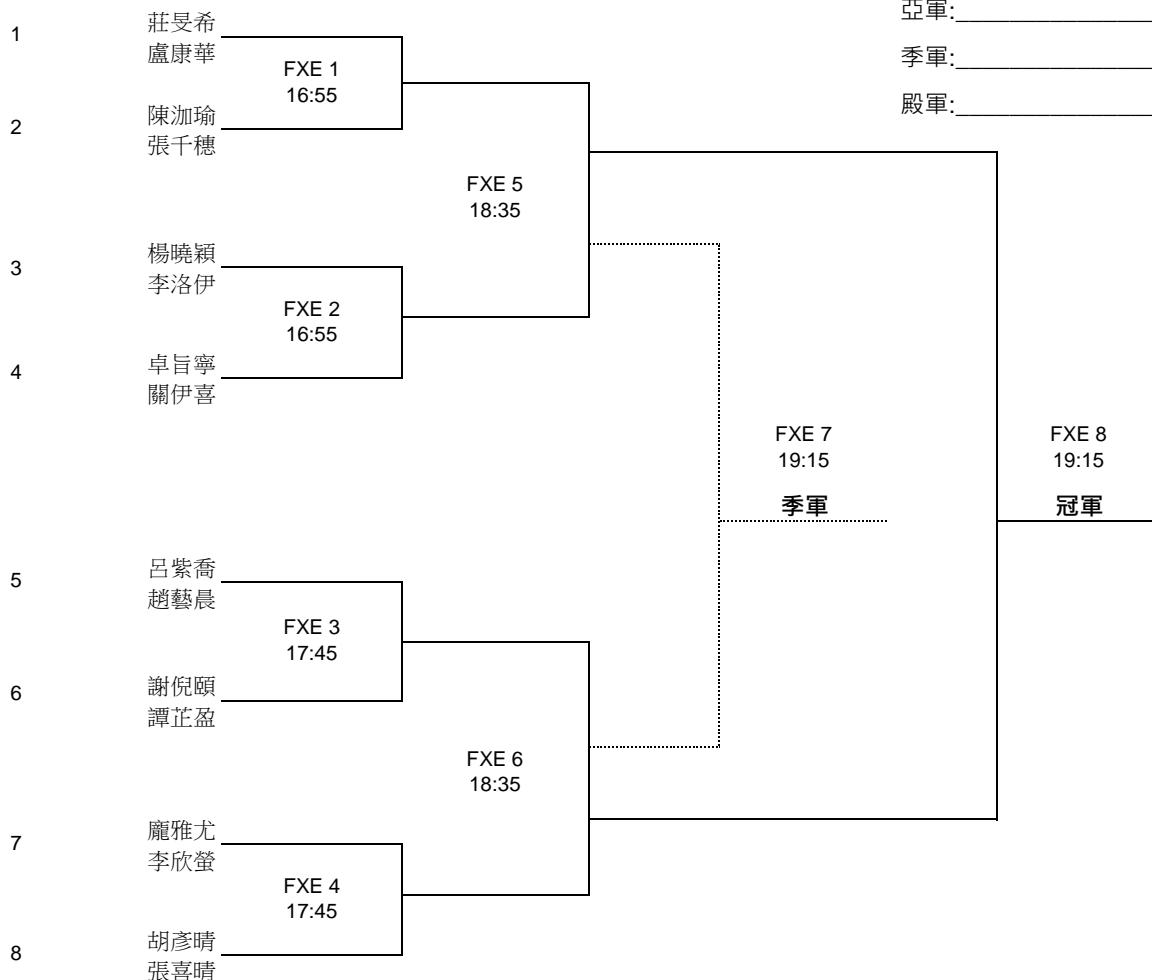 亞軍:
季軍:
殿軍:
1
莊旻希
盧康華
FXE 1
16:55
2
陳泇瑜
張千穗
FXE 5
18:35
3
楊曉穎
李洛伊
FXE 2
16:55
4
卓旨寧
關伊喜
FXE 7
19:15
季軍
FXE 8
19:15
冠軍
5
呂紫喬
趙藝晨
FXE 3
17:45
6
謝倪頤
譚芷盈
FXE 6
18:35
7
龐雅尤
李欣螢
FXE 4
17:45
8
胡彥晴
張喜晴